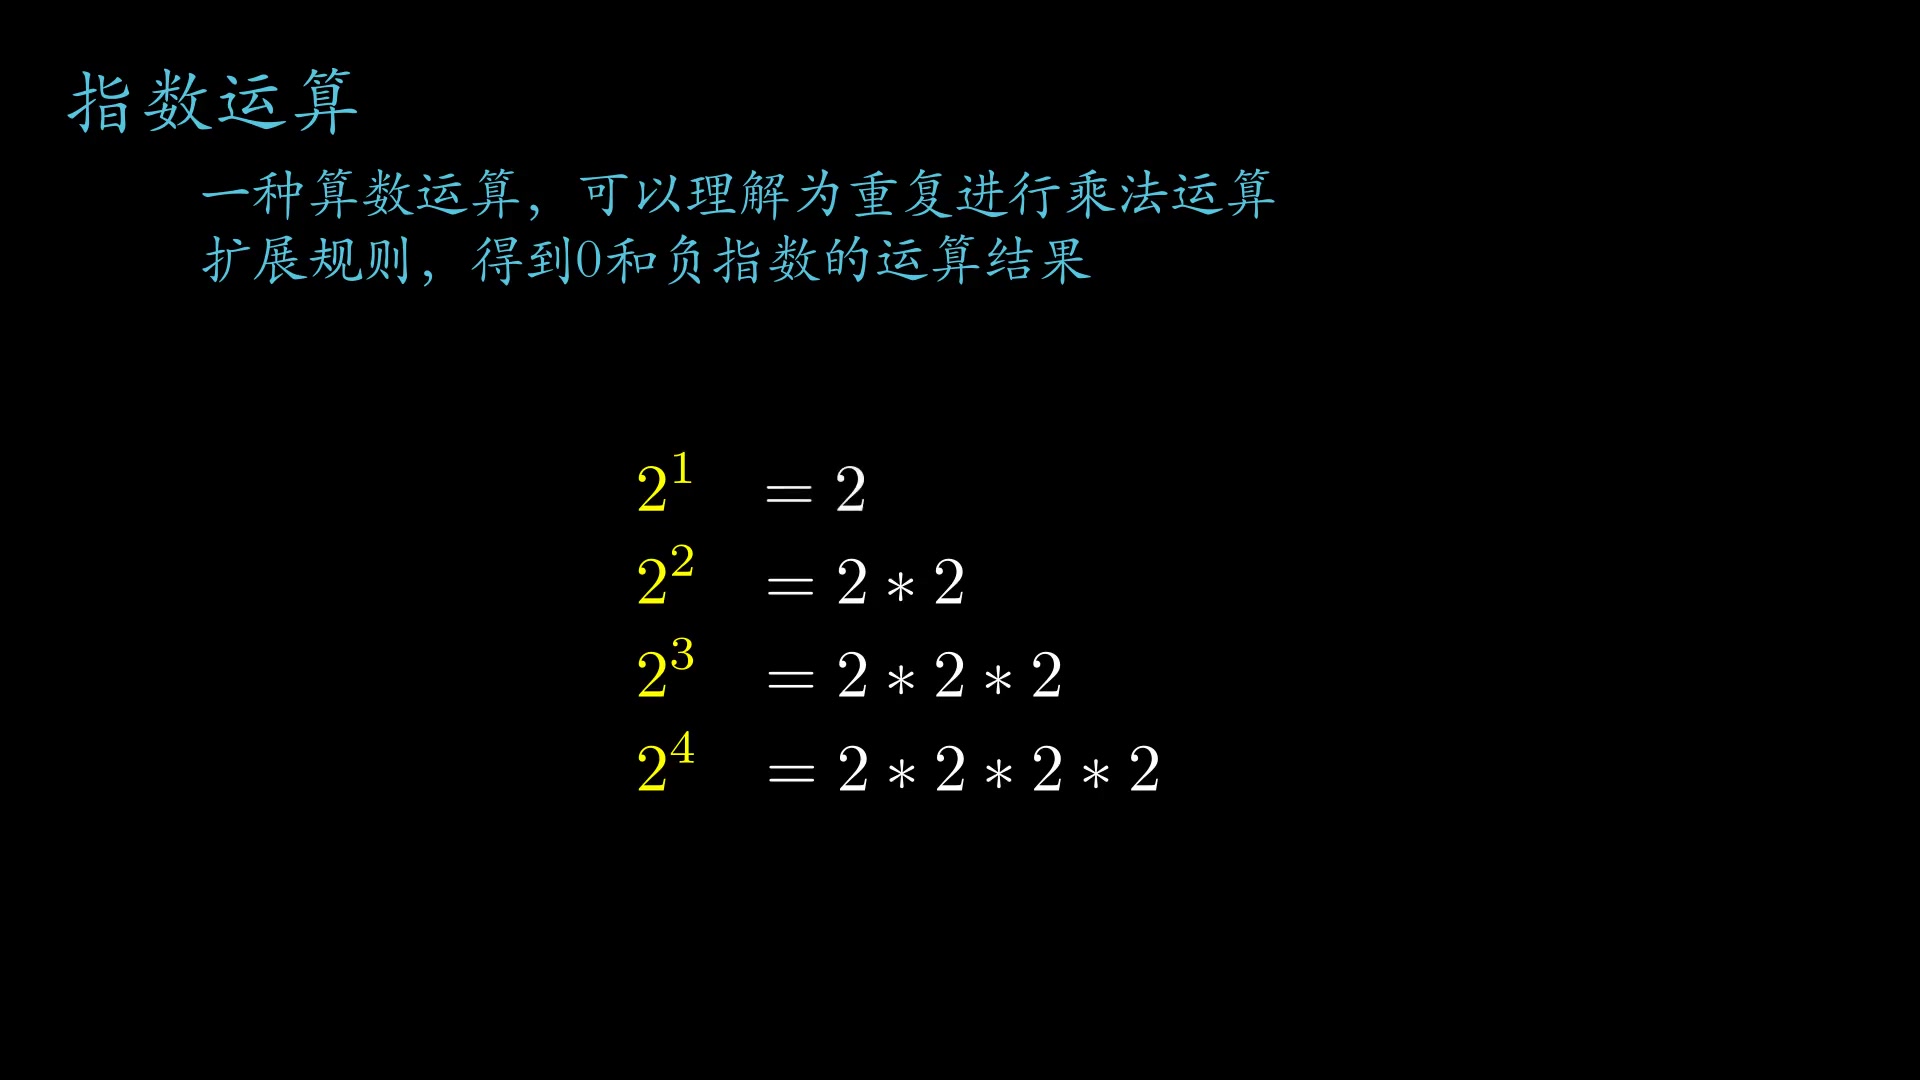 指数运算
一种算数运算，可以理解为重复进行乘法运算
扩展规则，得到0和负指数的运算结果
2^1 = 2
2^2 = 2 * 2
2^3 = 2 * 2 * 2
2^4 = 2 * 2 * 2 * 2